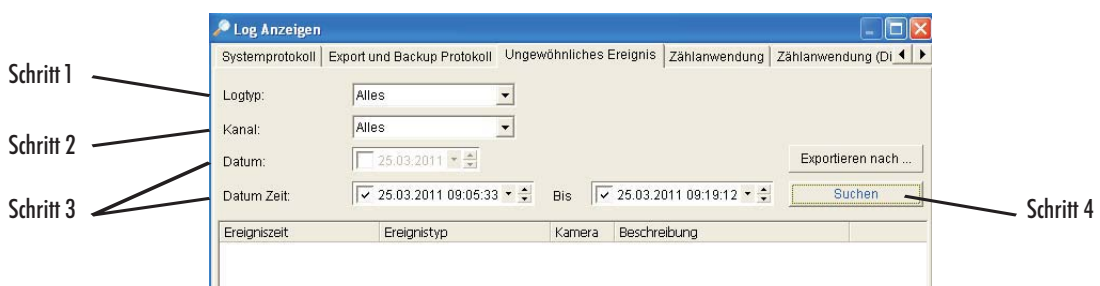 Log Anzeigen
Systemprotokoll Export und Backup Protokoll Ungewöhnliches Ereignis Zählanwendung Zählanwendung (Di
Schritt 1
Logtyp: Alles
Schritt 2
Kanal: Alles
Datum: 25.03.2011 Exportieren nach ...
Schritt 3
Datum Zeit: 25.03.2011 09:05:33 Bis 25.03.2011 09:19:12 Suchen
Schritt 4
Ereigniszeit Ereignistyp Kamera Beschreibung